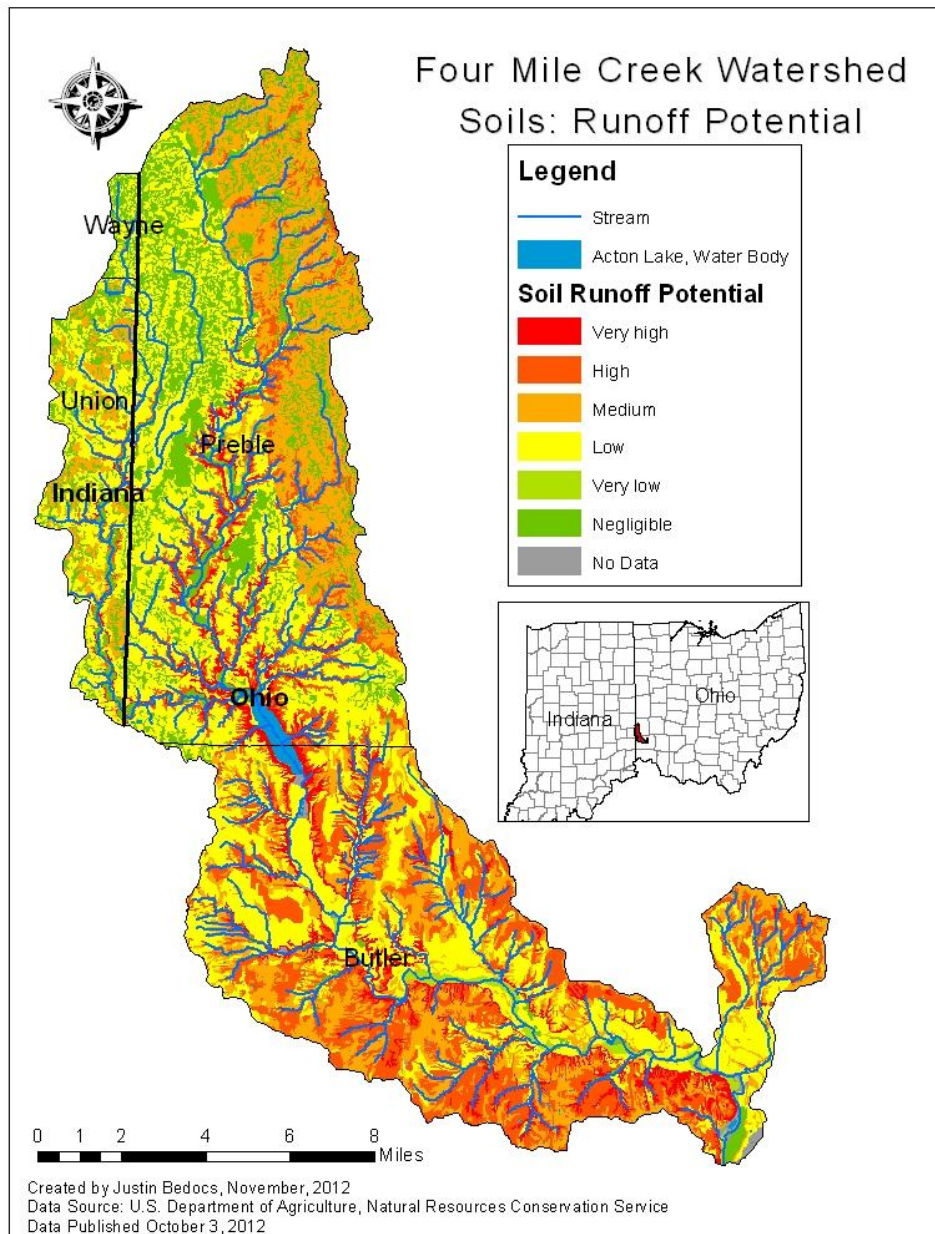 Four Mile Creek Watershed
Soils: Runoff Potential
Legend
Stream
Acton Lake, Water Body
Soil Runoff Potential
Very high
High
Medium
Low
Very low
Negligible
No Data
Wayne
Union
Preble
Indiana
Ohio
Butler
Indiana
Ohio
0 1 2 4 6 8
Miles
Created by Justin Bedocs, November, 2012
Data Source: U.S. Department of Agriculture, Natural Resources Conservation Service
Data Published October 3, 2012